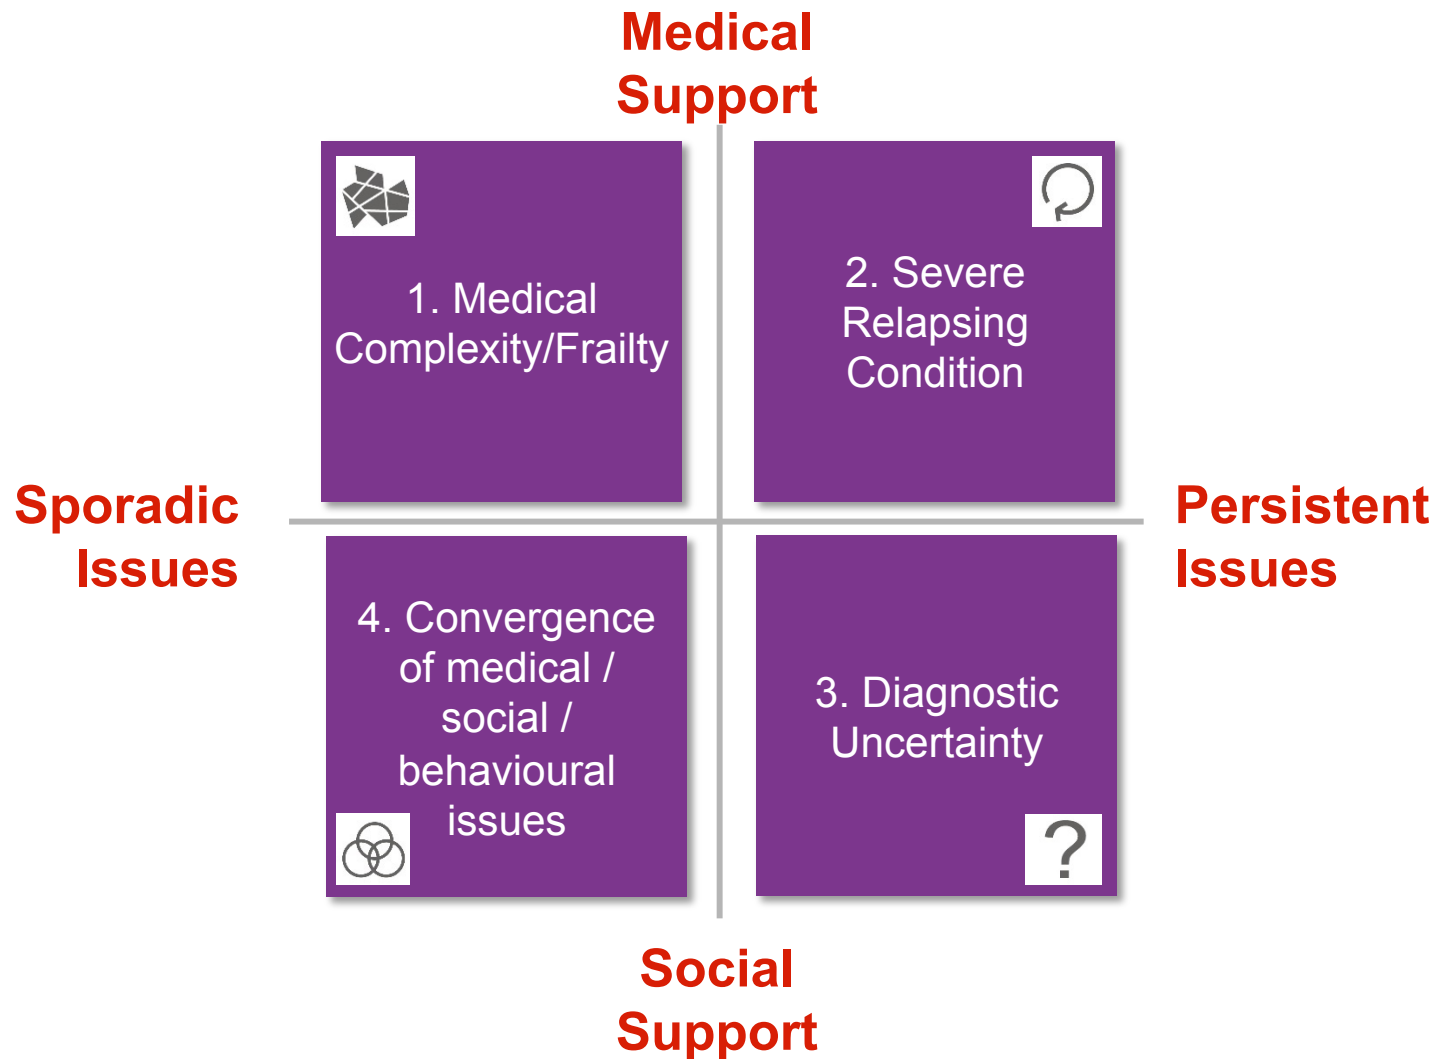 Medical
Support
1. Medical
Complexity/Frailty
2. Severe
Relapsing
Condition
Sporadic
Issues
Persistent
Issues
4. Convergence
of medical /
social /
behavioural
issues
3. Diagnostic
Uncertainty
?
Social
Support